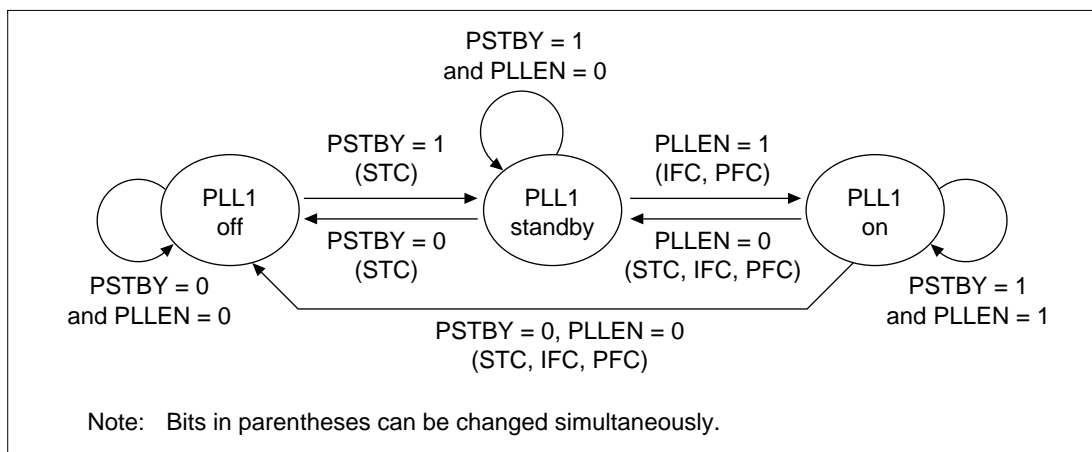 PSTBY = 1
and PLLEN = 0
PSTBY = 1
(STC)
PLLEN = 1
(IFC, PFC)
PLL1
off
PLL1
standby
PLL1
on
PSTBY = 0
(STC)
PLLEN = 0
(STC, IFC, PFC)
PSTBY = 0
and PLLEN = 0
PSTBY = 1
and PLLEN = 1
PSTBY = 0, PLLEN = 0
(STC, IFC, PFC)
Note: Bits in parentheses can be changed simultaneously.